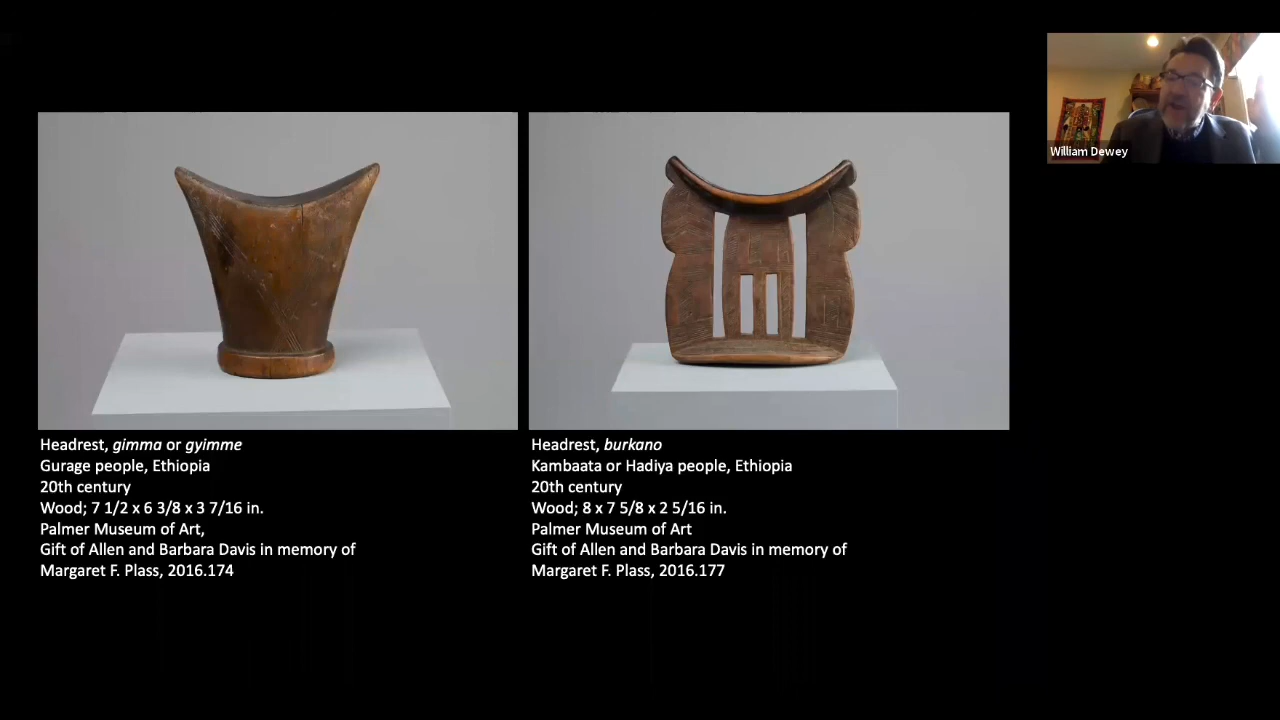 William Dewey
Headrest, gimma or gyimme
Gurage people, Ethiopia
20th century
Wood; 7 1/2 x 6 3/8 x 3 7/16 in.
Palmer Museum of Art,
Gift of Allen and Barbara Davis in memory of
Margaret F. Plass, 2016.174
Headrest, burkano
Kambaata or Hadiya people, Ethiopia
20th century
Wood; 8 x 7 5/8 x 2 5/16 in.
Palmer Museum of Art
Gift of Allen and Barbara Davis in memory of
Margaret F. Plass, 2016.177